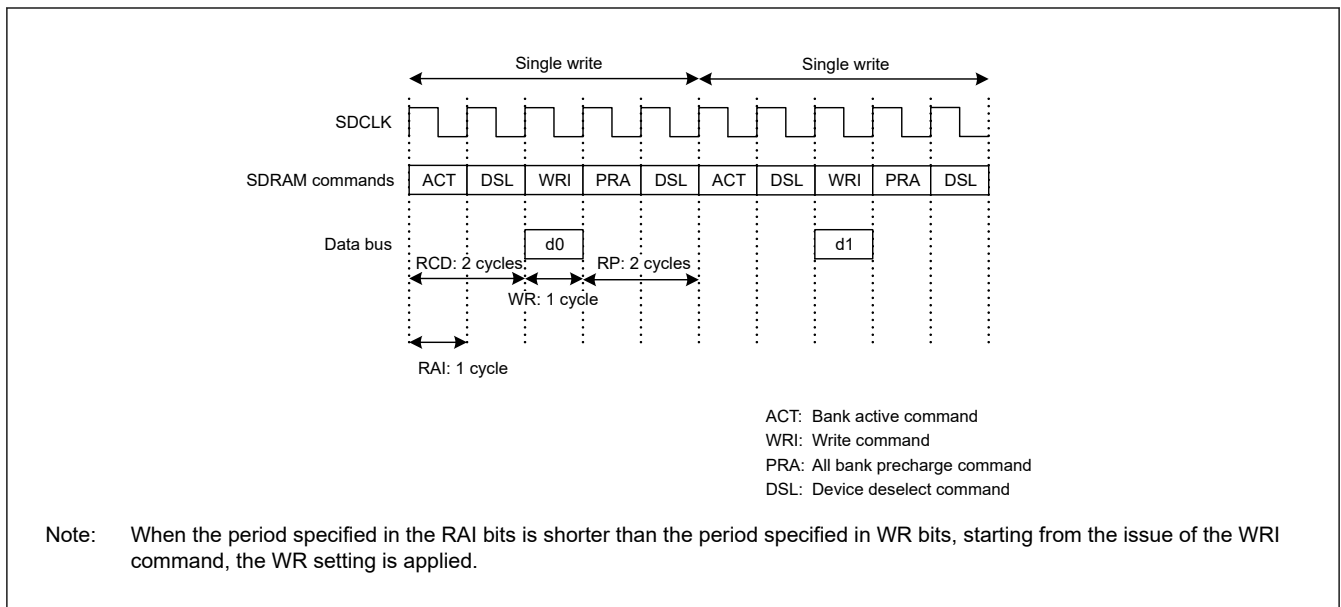 Single write Single write
SDCLK
SDRAM commands ACT DSL WRI PRA DSL ACT DSL WRI PRA DSL
Data bus d0 d1
RCD: 2 cycles RP: 2 cycles
WR: 1 cycle
RAI: 1 cycle
ACT: Bank active command
WRI: Write command
PRA: All bank precharge command
DSL: Device deselect command
Note: When the period specified in the RAI bits is shorter than the period specified in WR bits, starting from the issue of the WRI
command, the WR setting is applied.